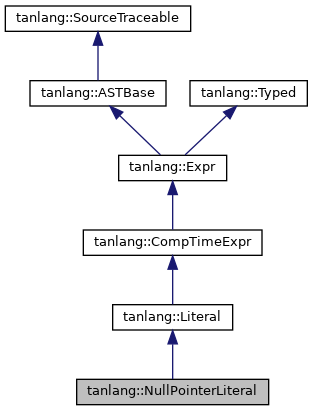 tanlang::SourceTraceable
tanlang::ASTBase
tanlang::Typed
tanlang::Expr
tanlang::CompTimeExpr
tanlang::Literal
tanlang::NullPointerLiteral